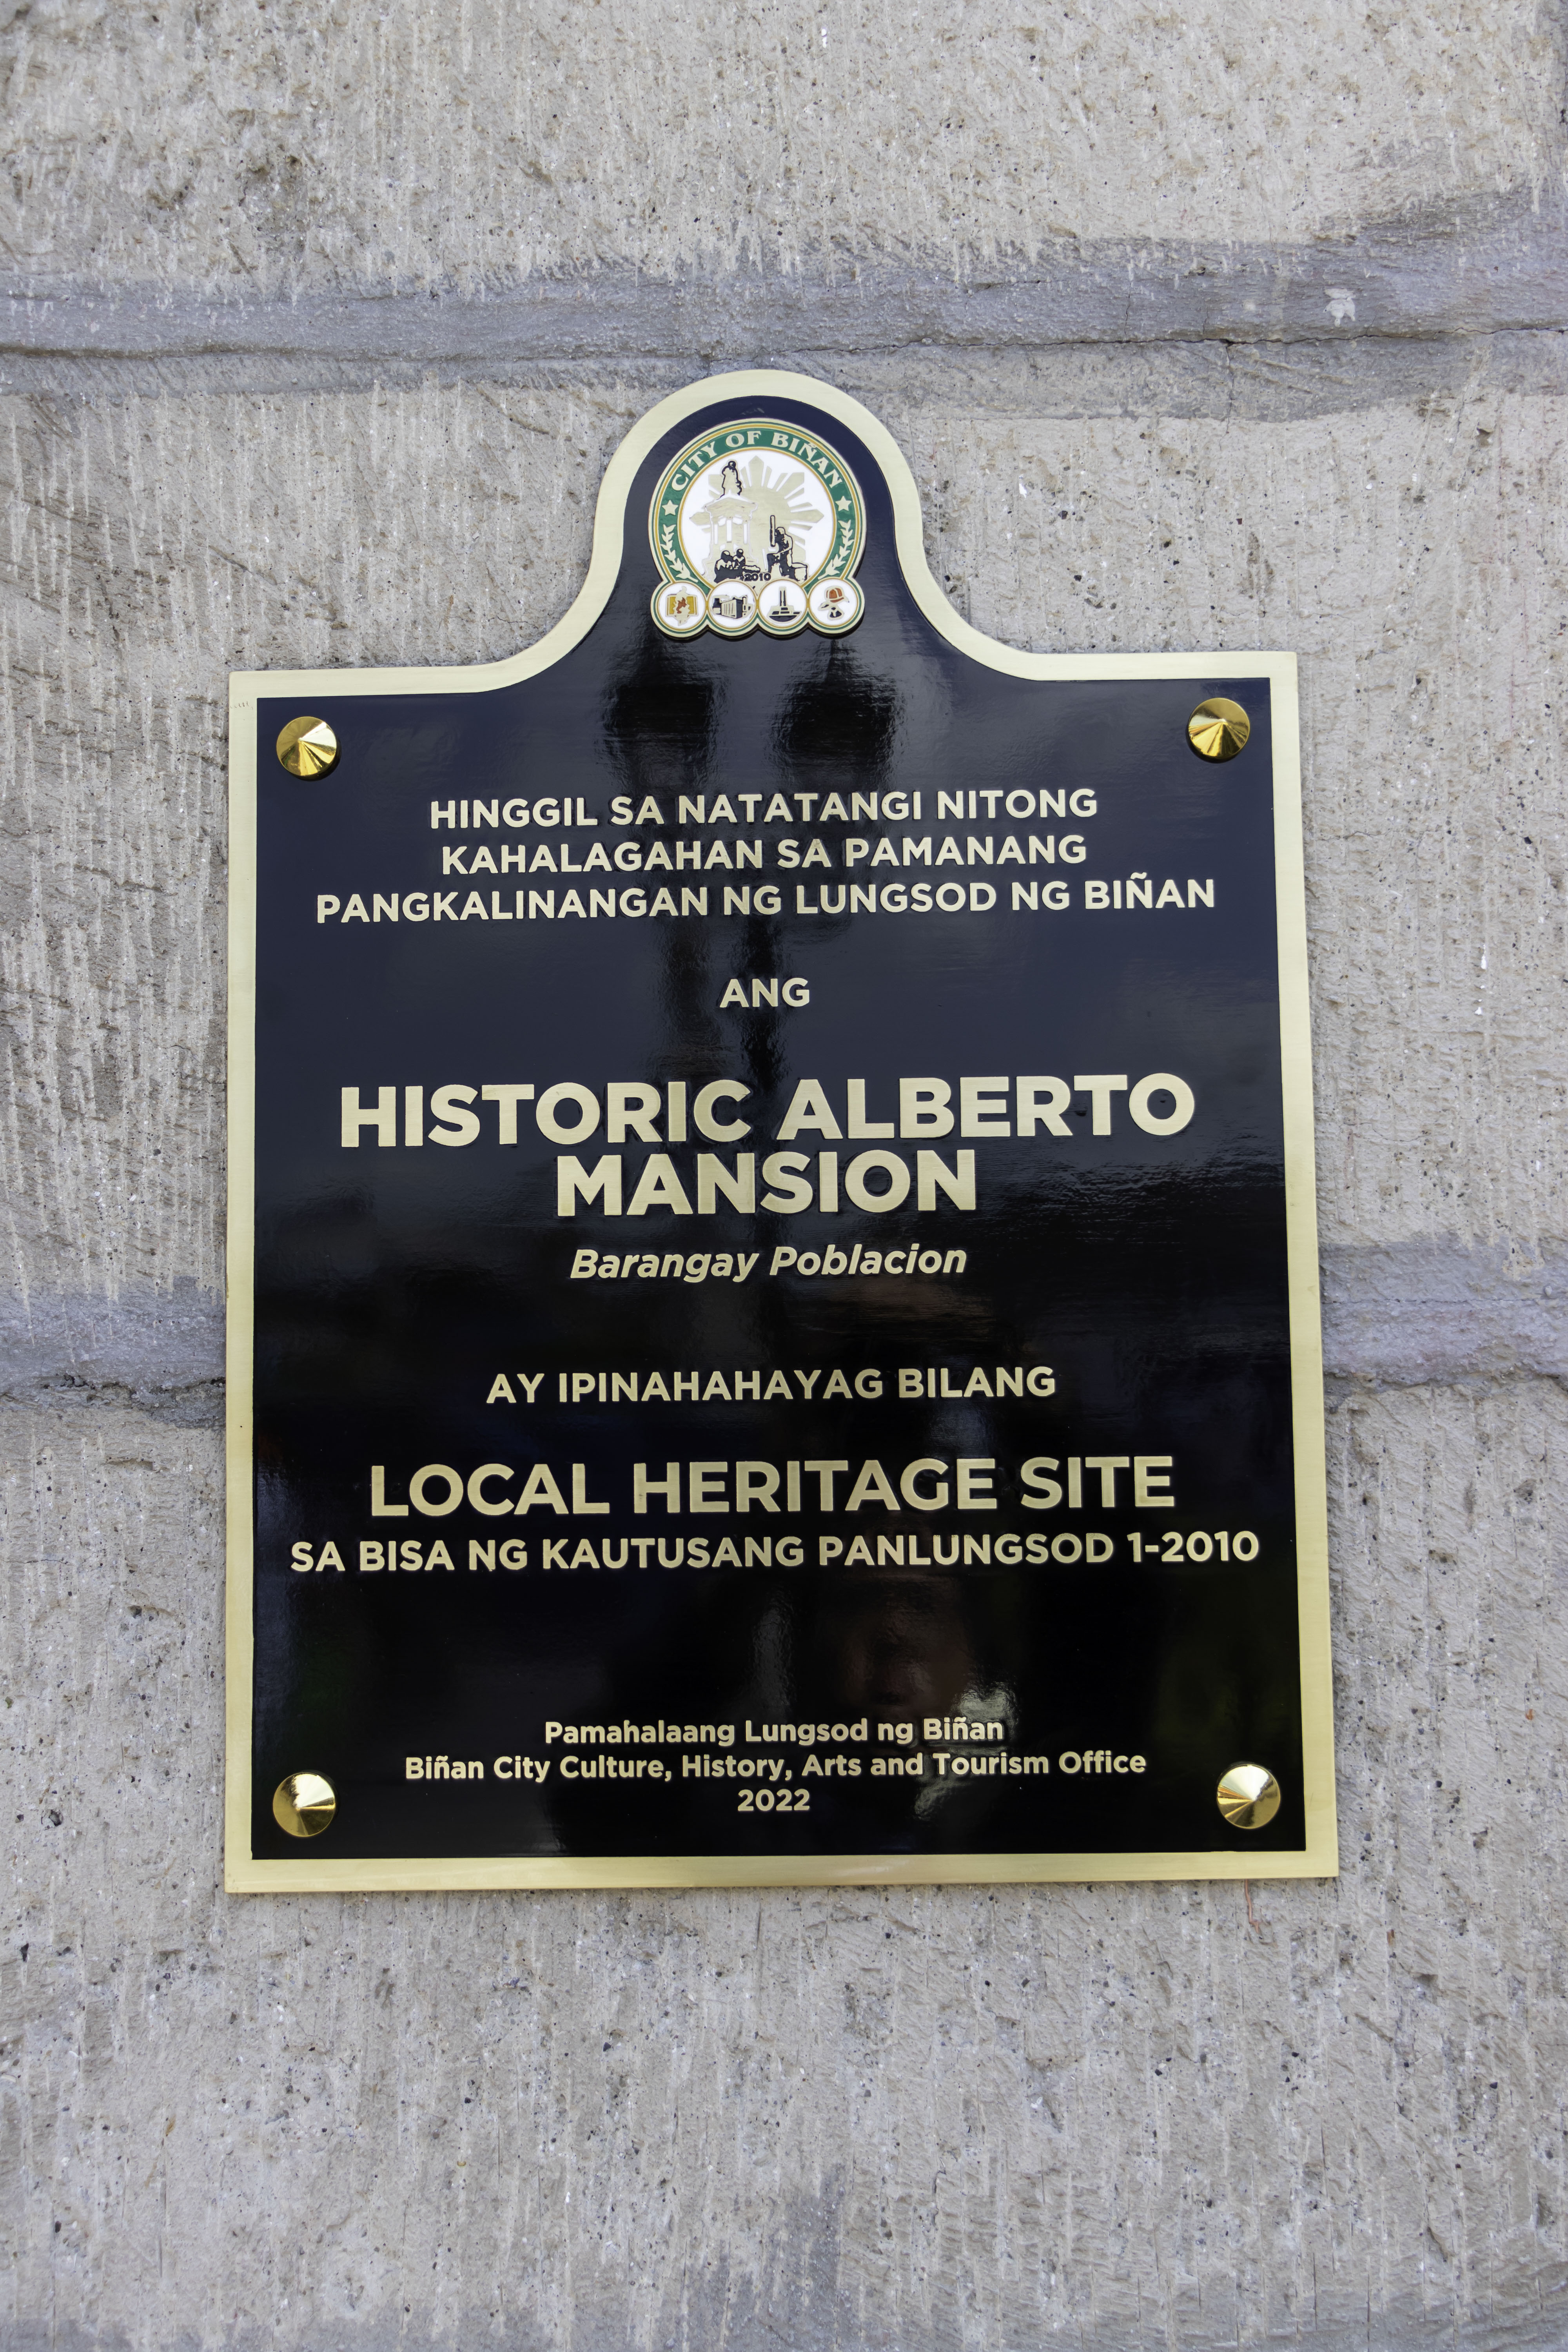 CITY OF BIÑAN
2010
HINGGIL SA NATATANGI NITONG
KAHALAGAHAN SA PAMANANG
PANGKALINANGAN NG LUNGSOD NG BIÑAN
ANG
HISTORIC ALBERTO
MANSION
Barangay Poblacion
AY IPINAHAHAYAG BILANG
LOCAL HERITAGE SITE
SA BISA NG KAUTUSANG PANLUNGSOD 1-2010
Pamahalaang Lungsod ng Biñan
Biñan City Culture, History, Arts and Tourism Office
2022